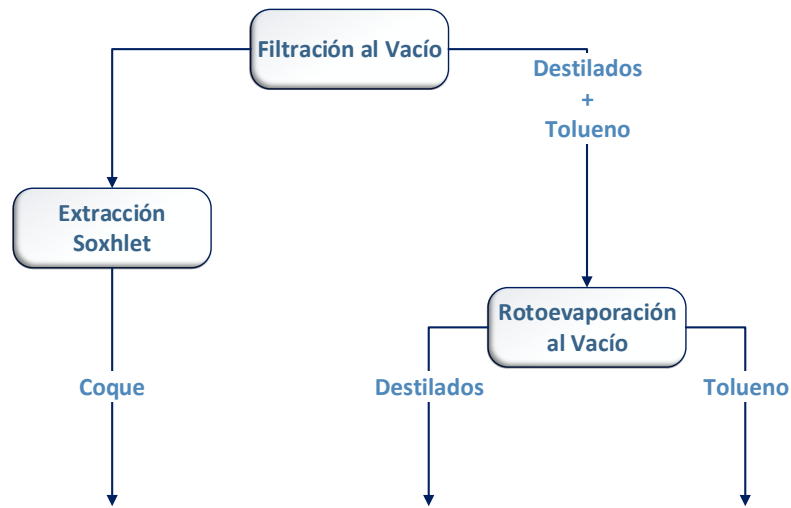 Filtración al Vacío
Destilados
+
Tolueno
Extracción
Soxhlet
Rotoevaporación
al Vacío
Coque
Destilados
Tolueno